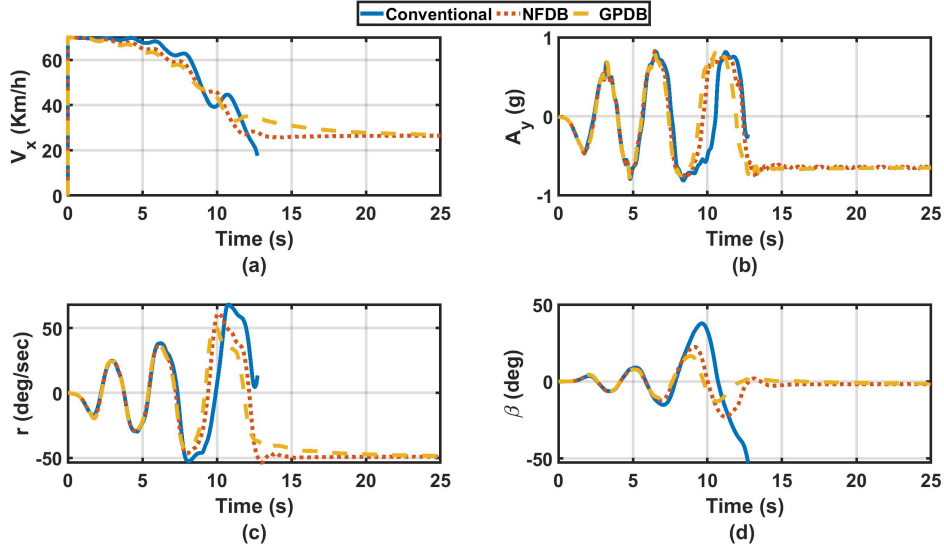 Conventional NFDB GPDB
V_x (Km/h)
60
40
20
0
0 5 10 15 20 25
Time (s)
(a)
A_y (g)
1
0
-1
0 5 10 15 20 25
Time (s)
(b)
r (deg/sec)
50
0
-50
0 5 10 15 20 25
Time (s)
(c)
β (deg)
50
0
-50
0 5 10 15 20 25
Time (s)
(d)